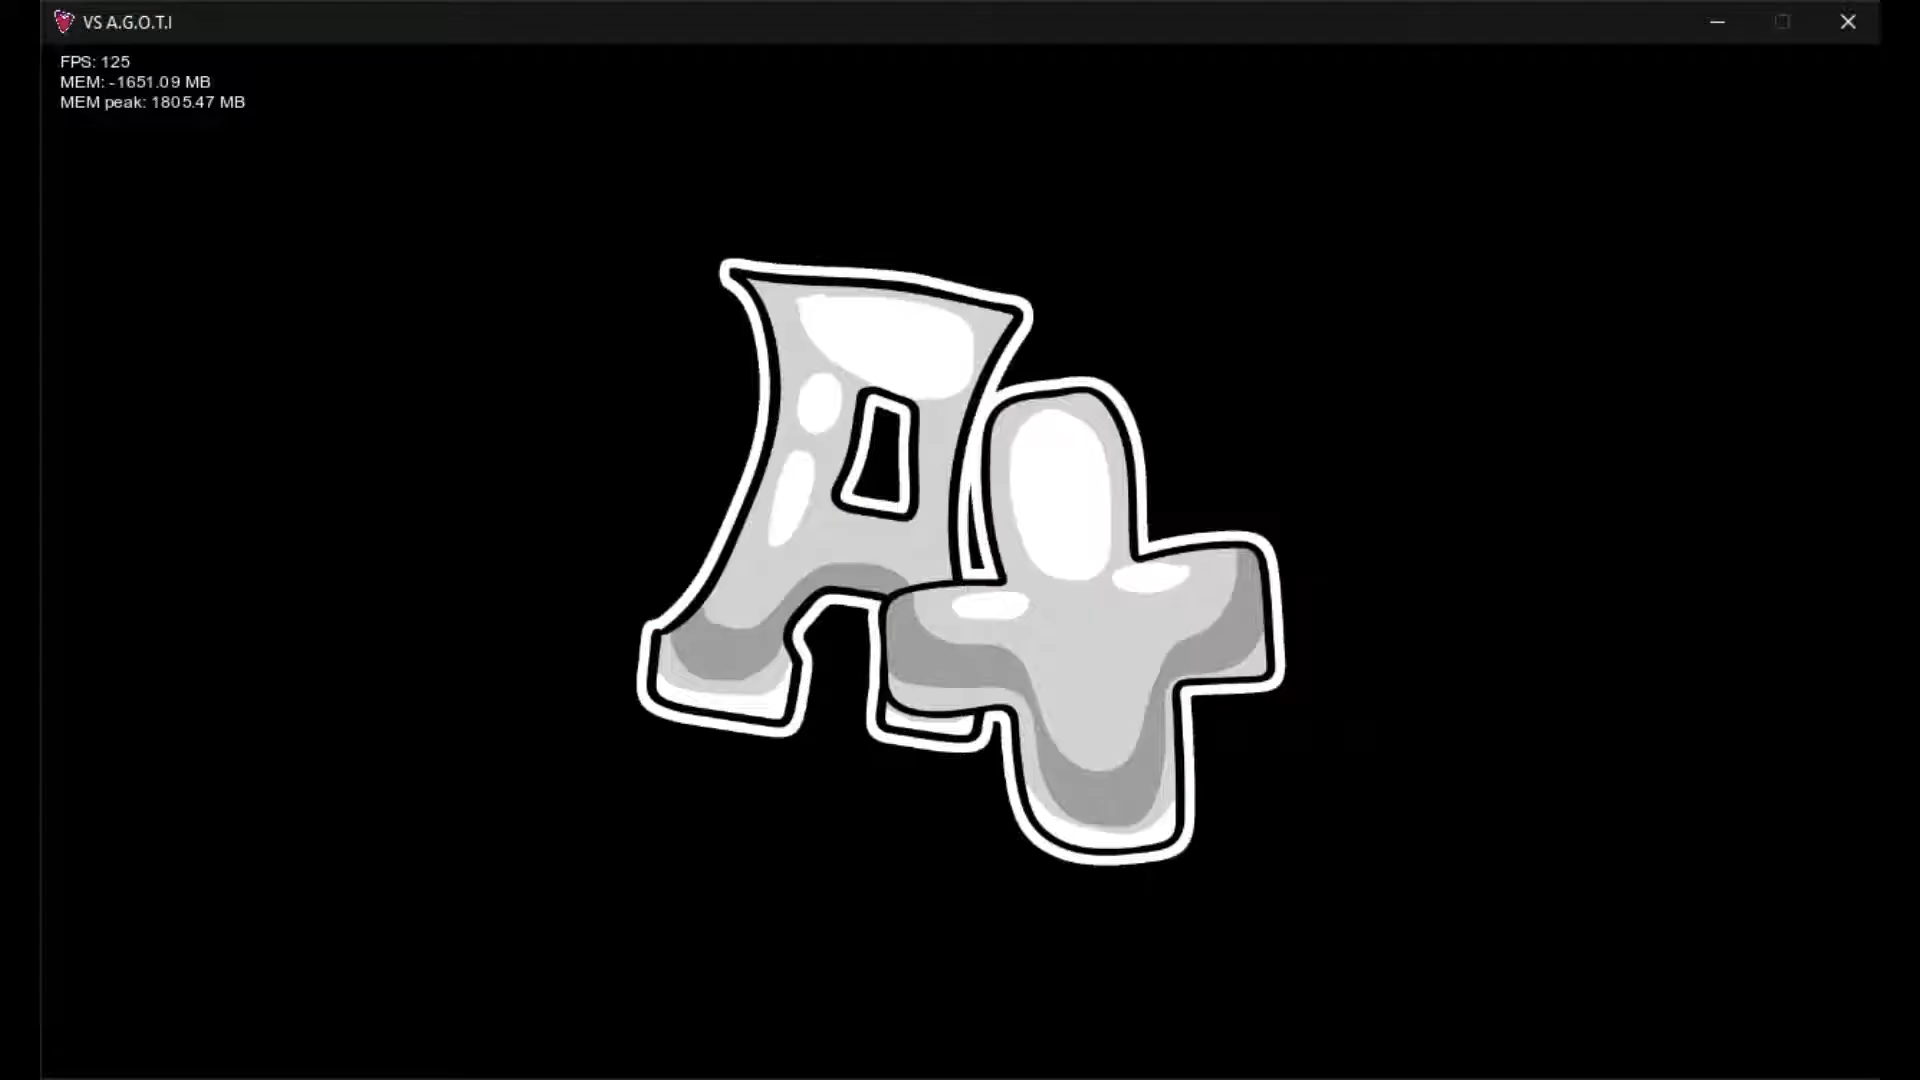 VS A.G.O.T.I
FPS: 125
MEM: -1651.09 MB
MEM peak: 1805.47 MB
A+